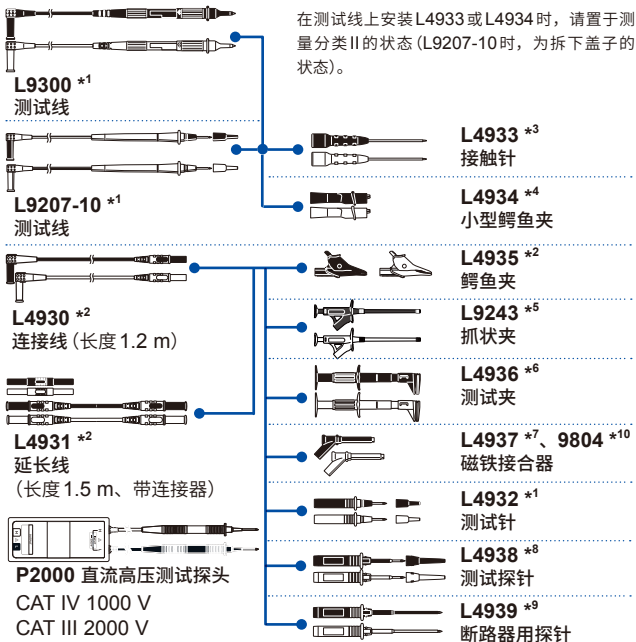 在测试线上安装L4933或L4934时，请置于测
量分类II的状态（L9207-10时，为拆下盖子的
状态）。
L9300 *1
测试线
L9207-10 *1
测试线
L4930 *2
连接线（长度1.2 m）
L4931 *2
延长线
（长度1.5 m、带连接器）
P2000 直流高压测试探头
CAT IV 1000 V
CAT III 2000 V
L4933 *3
接触针
L4934 *4
小型鳄鱼夹
L4935 *2
鳄鱼夹
L9243 *5
抓状夹
L4936 *6
测试夹
L4937 *7、9804 *10
磁铁接合器
L4932 *1
测试针
L4938 *8
测试探针
L4939 *9
断路器用探针